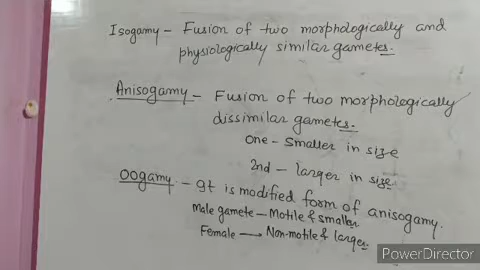 Isogamy - Fusion of two morphologically and
physiologically similar gametes.
Anisogamy - Fusion of two morphologically
dissimilar gametes.
One - smaller in size
2nd - larger in size
Oogamy - It is modified form of anisogamy.
Male gamete - Motile & smaller
Female → Non-motile & larger.
PowerDirector